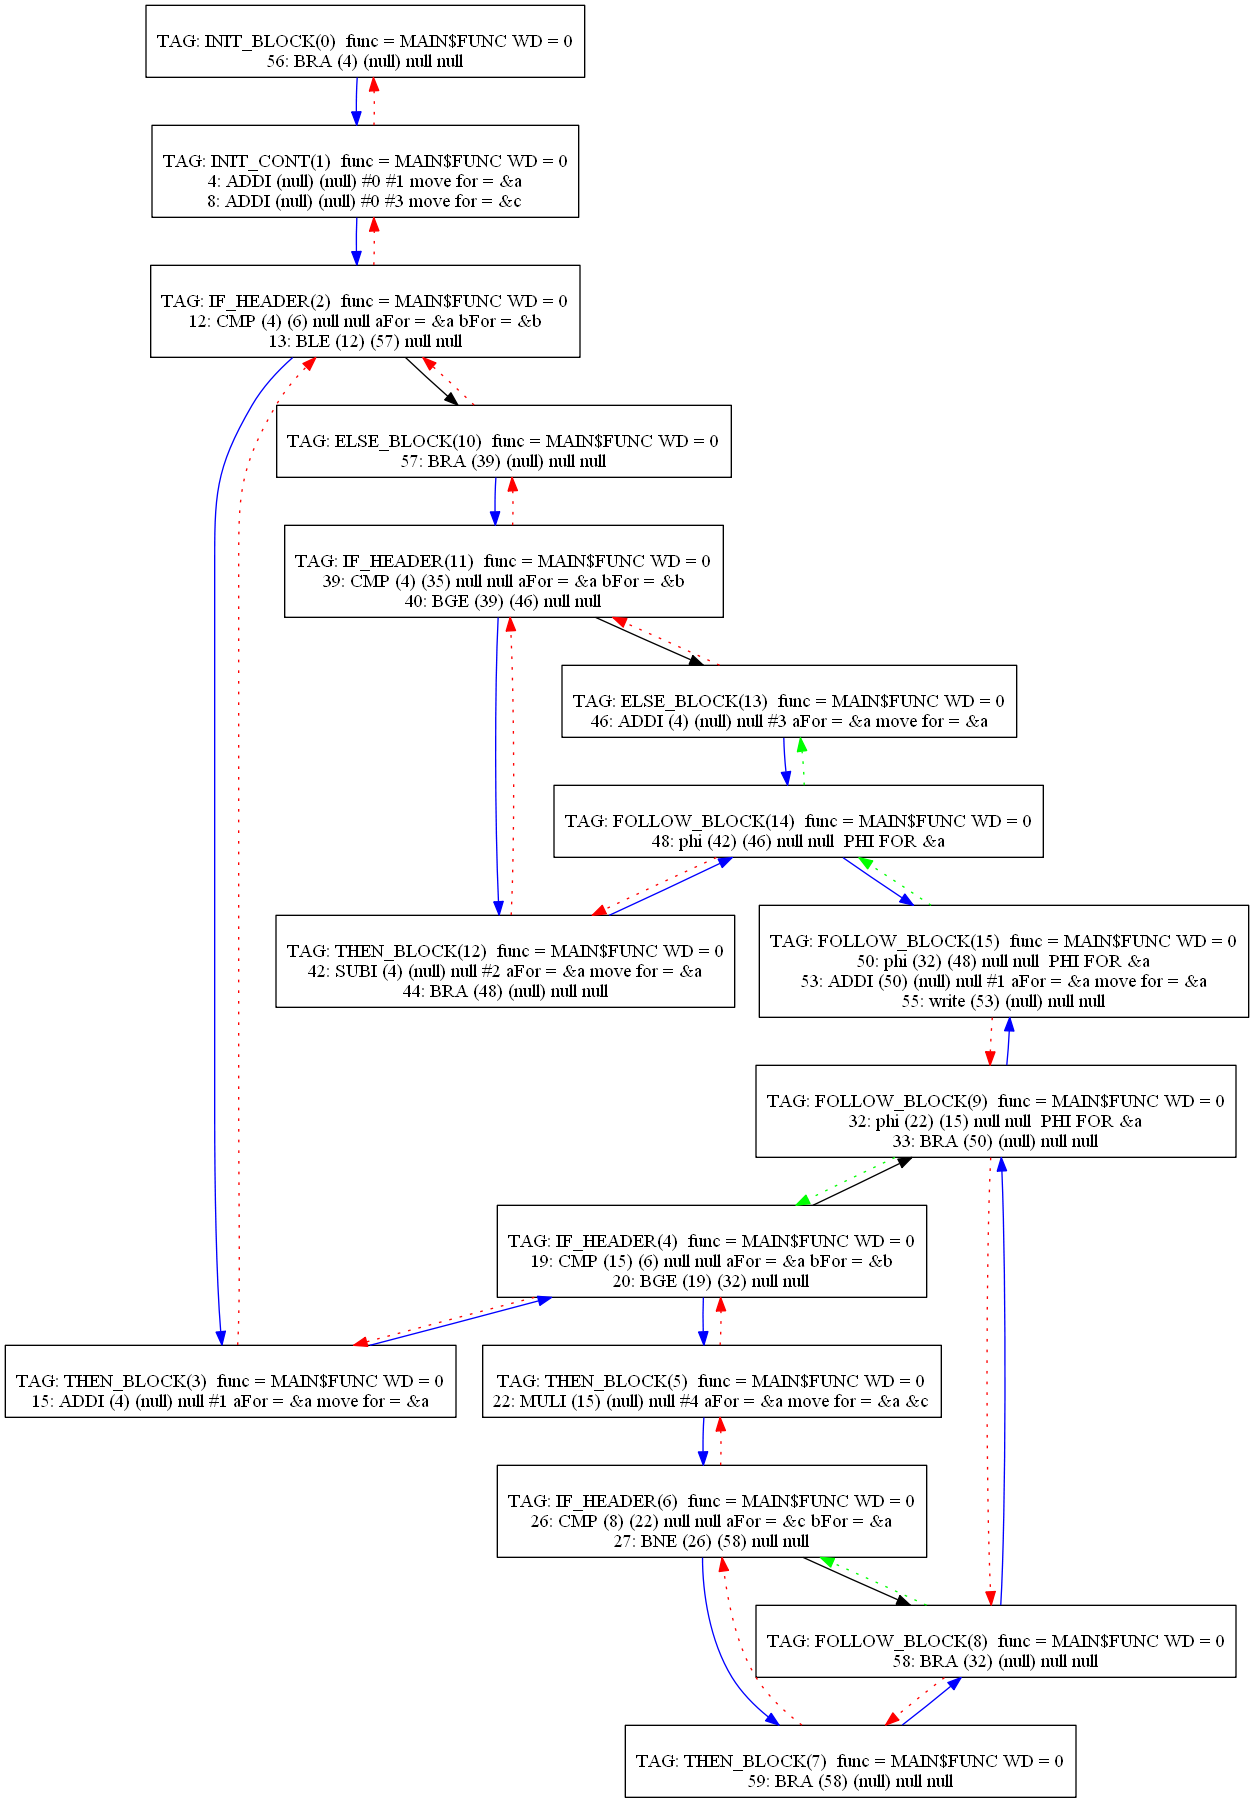 TAG: INIT_BLOCK(0)  func = MAIN$FUNC WD = 0
56: BRA (4) (null) null null
TAG: INIT_CONT(1)  func = MAIN$FUNC WD = 0
4: ADDI (null) (null) #0 #1 move for = &a
8: ADDI (null) (null) #0 #3 move for = &c
TAG: IF_HEADER(2)  func = MAIN$FUNC WD = 0
12: CMP (4) (6) null null aFor = &a bFor = &b
13: BLE (12) (57) null null
TAG: ELSE_BLOCK(10)  func = MAIN$FUNC WD = 0
57: BRA (39) (null) null null
TAG: IF_HEADER(11)  func = MAIN$FUNC WD = 0
39: CMP (4) (35) null null aFor = &a bFor = &b
40: BGE (39) (46) null null
TAG: ELSE_BLOCK(13)  func = MAIN$FUNC WD = 0
46: ADDI (4) (null) null #3 aFor = &a move for = &a
TAG: FOLLOW_BLOCK(14)  func = MAIN$FUNC WD = 0
48: phi (42) (46) null null  PHI FOR &a
TAG: THEN_BLOCK(12)  func = MAIN$FUNC WD = 0
42: SUBI (4) (null) null #2 aFor = &a move for = &a
44: BRA (48) (null) null null
TAG: FOLLOW_BLOCK(15)  func = MAIN$FUNC WD = 0
50: phi (32) (48) null null  PHI FOR &a
53: ADDI (50) (null) null #1 aFor = &a move for = &a
55: write (53) (null) null null
TAG: FOLLOW_BLOCK(9)  func = MAIN$FUNC WD = 0
32: phi (22) (15) null null  PHI FOR &a
33: BRA (50) (null) null null
TAG: IF_HEADER(4)  func = MAIN$FUNC WD = 0
19: CMP (15) (6) null null aFor = &a bFor = &b
20: BGE (19) (32) null null
TAG: THEN_BLOCK(3)  func = MAIN$FUNC WD = 0
15: ADDI (4) (null) null #1 aFor = &a move for = &a
TAG: THEN_BLOCK(5)  func = MAIN$FUNC WD = 0
22: MULI (15) (null) null #4 aFor = &a move for = &a &c
TAG: IF_HEADER(6)  func = MAIN$FUNC WD = 0
26: CMP (8) (22) null null aFor = &c bFor = &a
27: BNE (26) (58) null null
TAG: FOLLOW_BLOCK(8)  func = MAIN$FUNC WD = 0
58: BRA (32) (null) null null
TAG: THEN_BLOCK(7)  func = MAIN$FUNC WD = 0
59: BRA (58) (null) null null